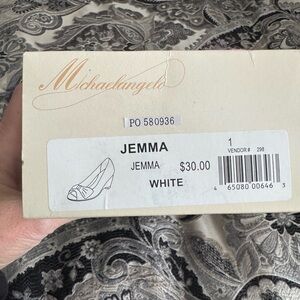 Michaelangelo
PO 580936
JEMMA
1
JEMMA $30.00
VENDOR# 298
WHITE
4 65080 00646 3